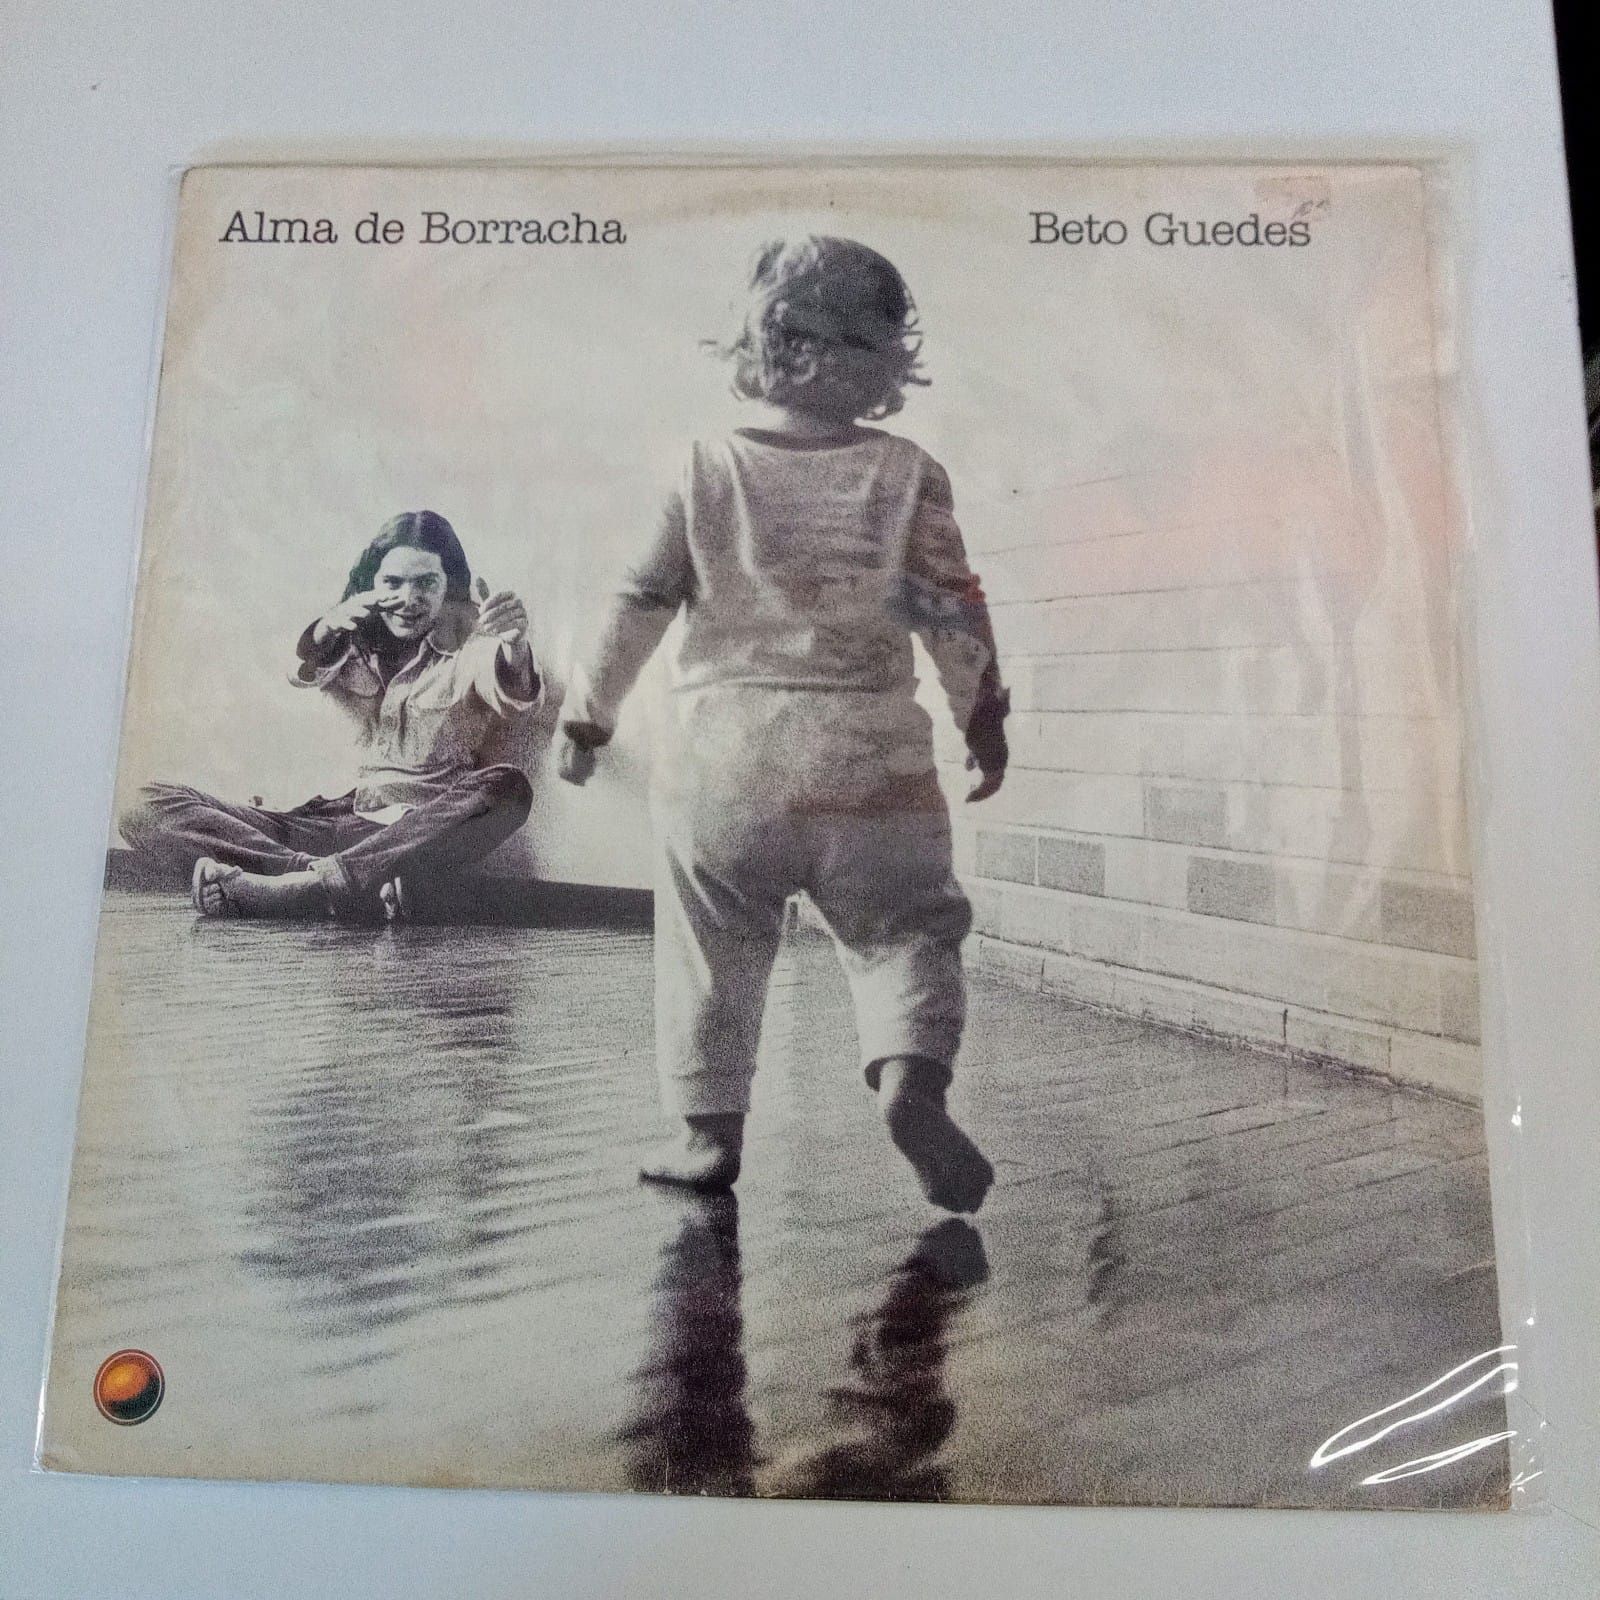 Alma de Borracha
Beto Guedes